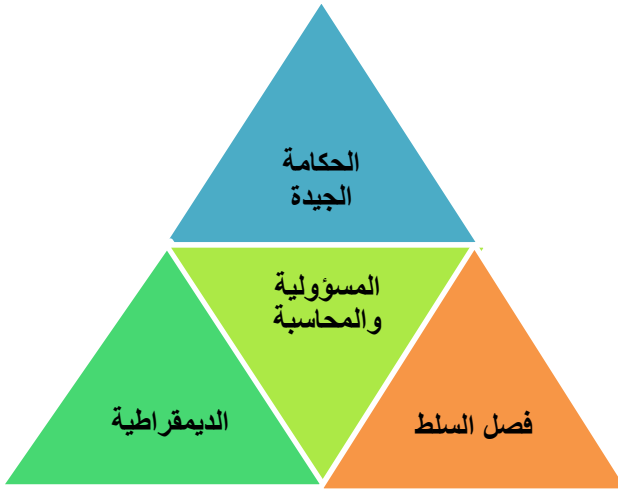 الحكامة
الجيدة
المسؤولية
والمحاسبة
فصل السلط
الديمقراطية